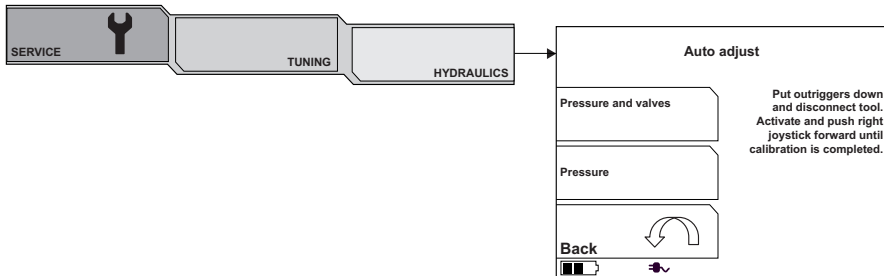 SERVICE
TUNING
HYDRAULICS
Auto adjust
Pressure and valves
Put outriggers down
and disconnect tool.
Activate and push right
joystick forward until
calibration is completed.
Pressure
Back